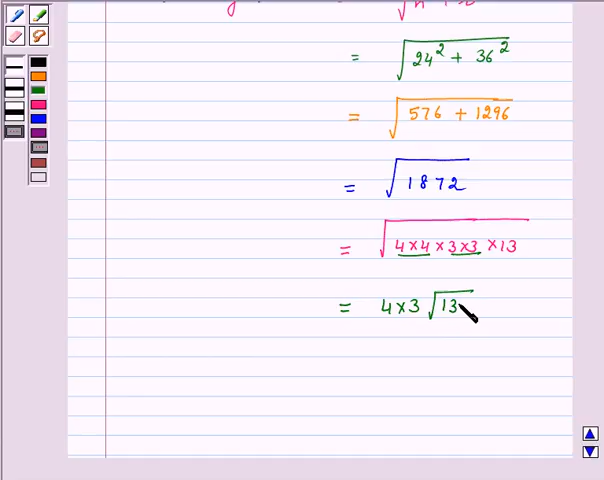 = √24² + 36²
= √576 + 1296
= √1872
= √4×4×3×3×13
= 4×3√13